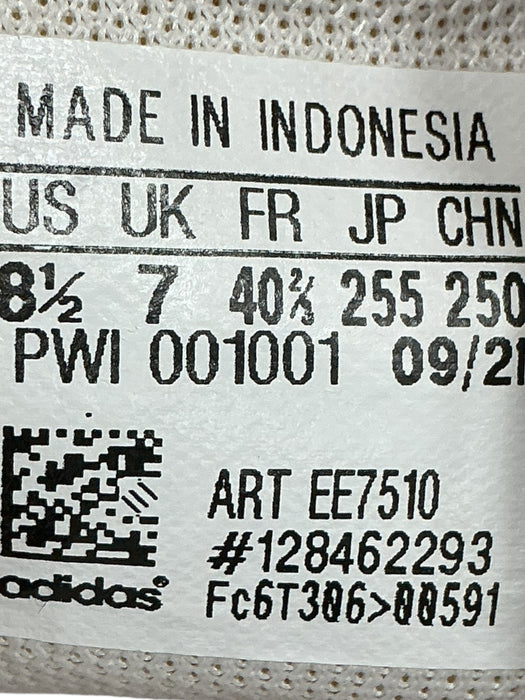 MADE IN INDONESIA
US UK FR JP CHN
8½ 7 40⅔ 255 250
PWI 001001 09/21
ART EE7510
#128462293
adidas® Fc6T306>00591